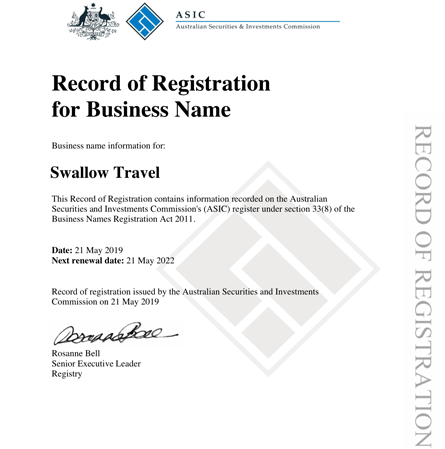 ASIC
Australian Securities & Investments Commission
Record of Registration
for Business Name
Business name information for:
Swallow Travel
This Record of Registration contains information recorded on the Australian
Securities and Investments Commission's (ASIC) register under section 33(8) of the
Business Names Registration Act 2011.
Date: 21 May 2019
Next renewal date: 21 May 2022
Record of registration issued by the Australian Securities and Investments
Commission on 21 May 2019
Rosanne Bell
Senior Executive Leader
Registry
RECORD OF REGISTRATION